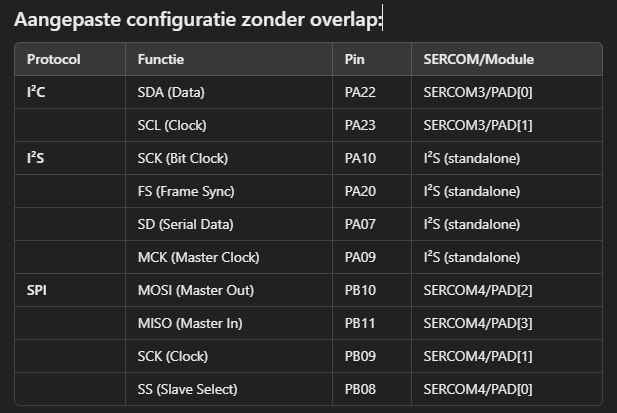 Aangepaste configuratie zonder overlap:
Protocol Functie Pin SERCOM/Module
I²C SDA (Data) PA22 SERCOM3/PAD[0]
SCL (Clock) PA23 SERCOM3/PAD[1]
I²S SCK (Bit Clock) PA10 I²S (standalone)
FS (Frame Sync) PA20 I²S (standalone)
SD (Serial Data) PA07 I²S (standalone)
MCK (Master Clock) PA09 I²S (standalone)
SPI MOSI (Master Out) PB10 SERCOM4/PAD[2]
MISO (Master In) PB11 SERCOM4/PAD[3]
SCK (Clock) PB09 SERCOM4/PAD[1]
SS (Slave Select) PB08 SERCOM4/PAD[0]